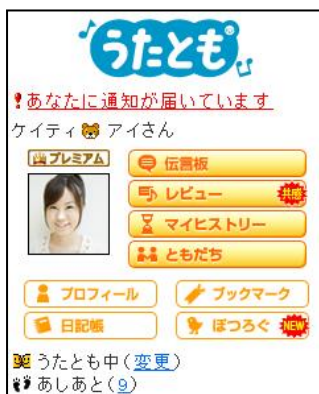 うたとも®
あなたに通知が届いています
ケイティ アイさん
プレミアム
伝言板
レビュー 共感
マイヒストリー
ともだち
プロフィール
ブックマーク
日記帳
ぽつろぐ NEW
うたとも中(変更)
あしあと(9)